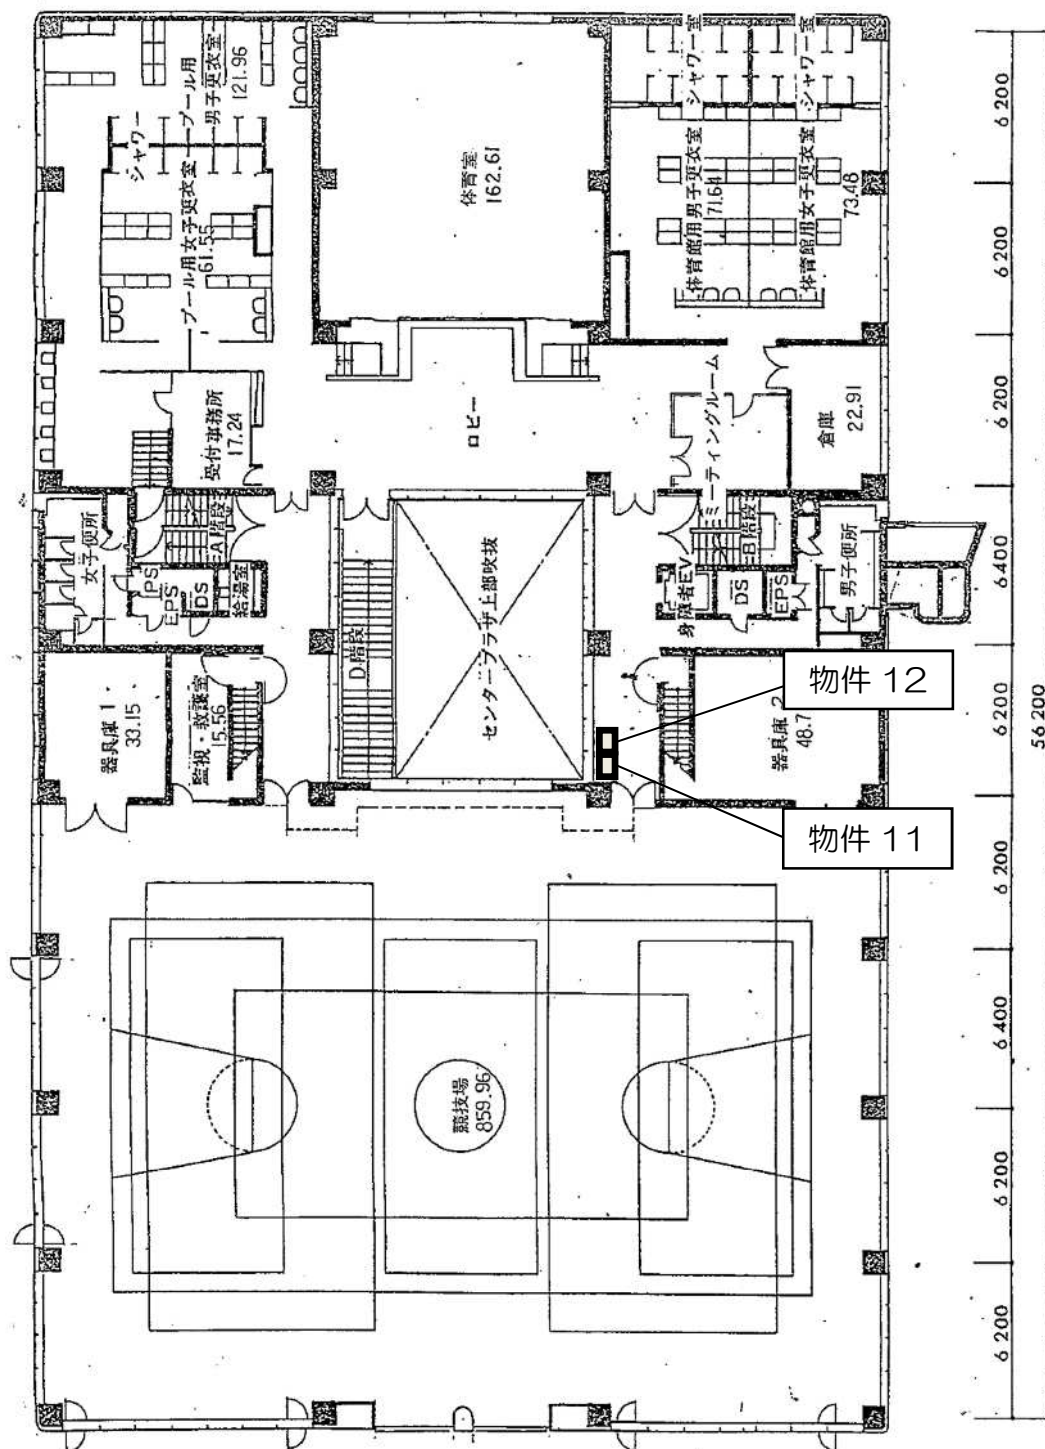 シャワー
プール用
男子更衣室
121.96
プール用女子更衣室
61.55
体育室
162.61
シャワー室
シャワー室
体育館用男子更衣室
71.64
体育館用女子更衣室
73.48
受付事務所
17.24
ロビー
ミーティングルーム
倉庫
22.91
女子便所
A階段
PS
EPS
DS
給湯室
D階段
センタープラザ上部吹抜
身障者EV
B階段
DS
EPS
男子便所
器具庫 1
33.15
監視・救護室
15.56
器具庫 2
48.7
物件 12
物件 11
競技場
859.96
6 200
6 200
6 200
6 400
6 200
6 200
6 400
6 200
6 200
56 200